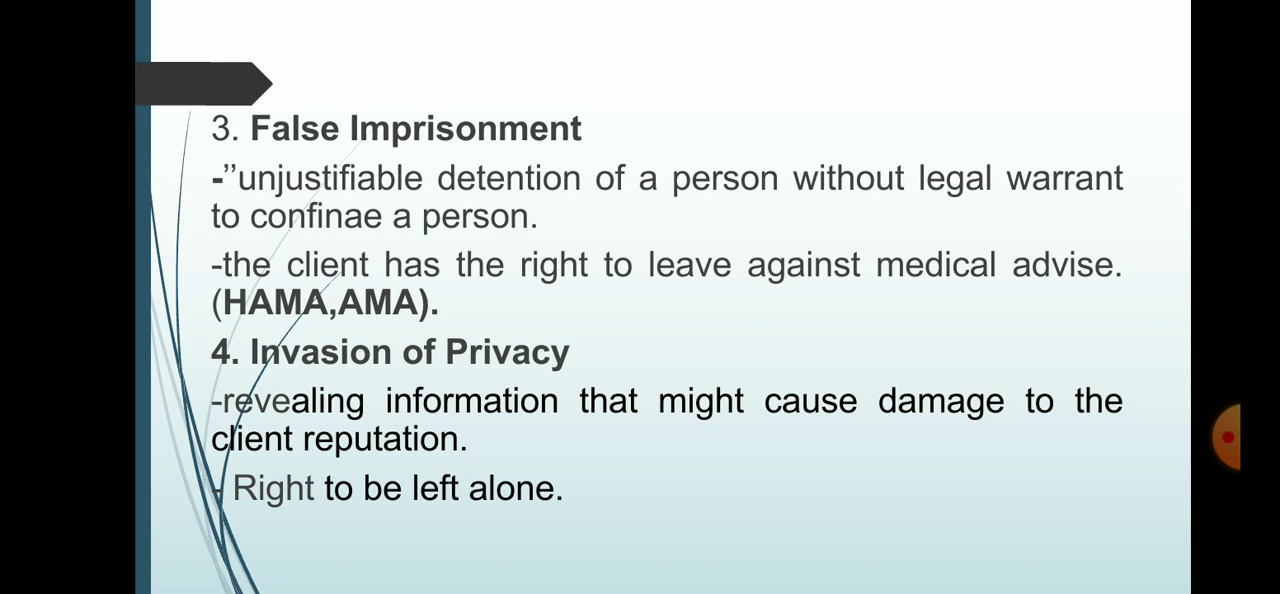 3. False Imprisonment
-’’unjustifiable detention of a person without legal warrant
to confinae a person.
-the client has the right to leave against medical advise.
(HAMA,AMA).
4. Invasion of Privacy
-revealing information that might cause damage to the
client reputation.
- Right to be left alone.